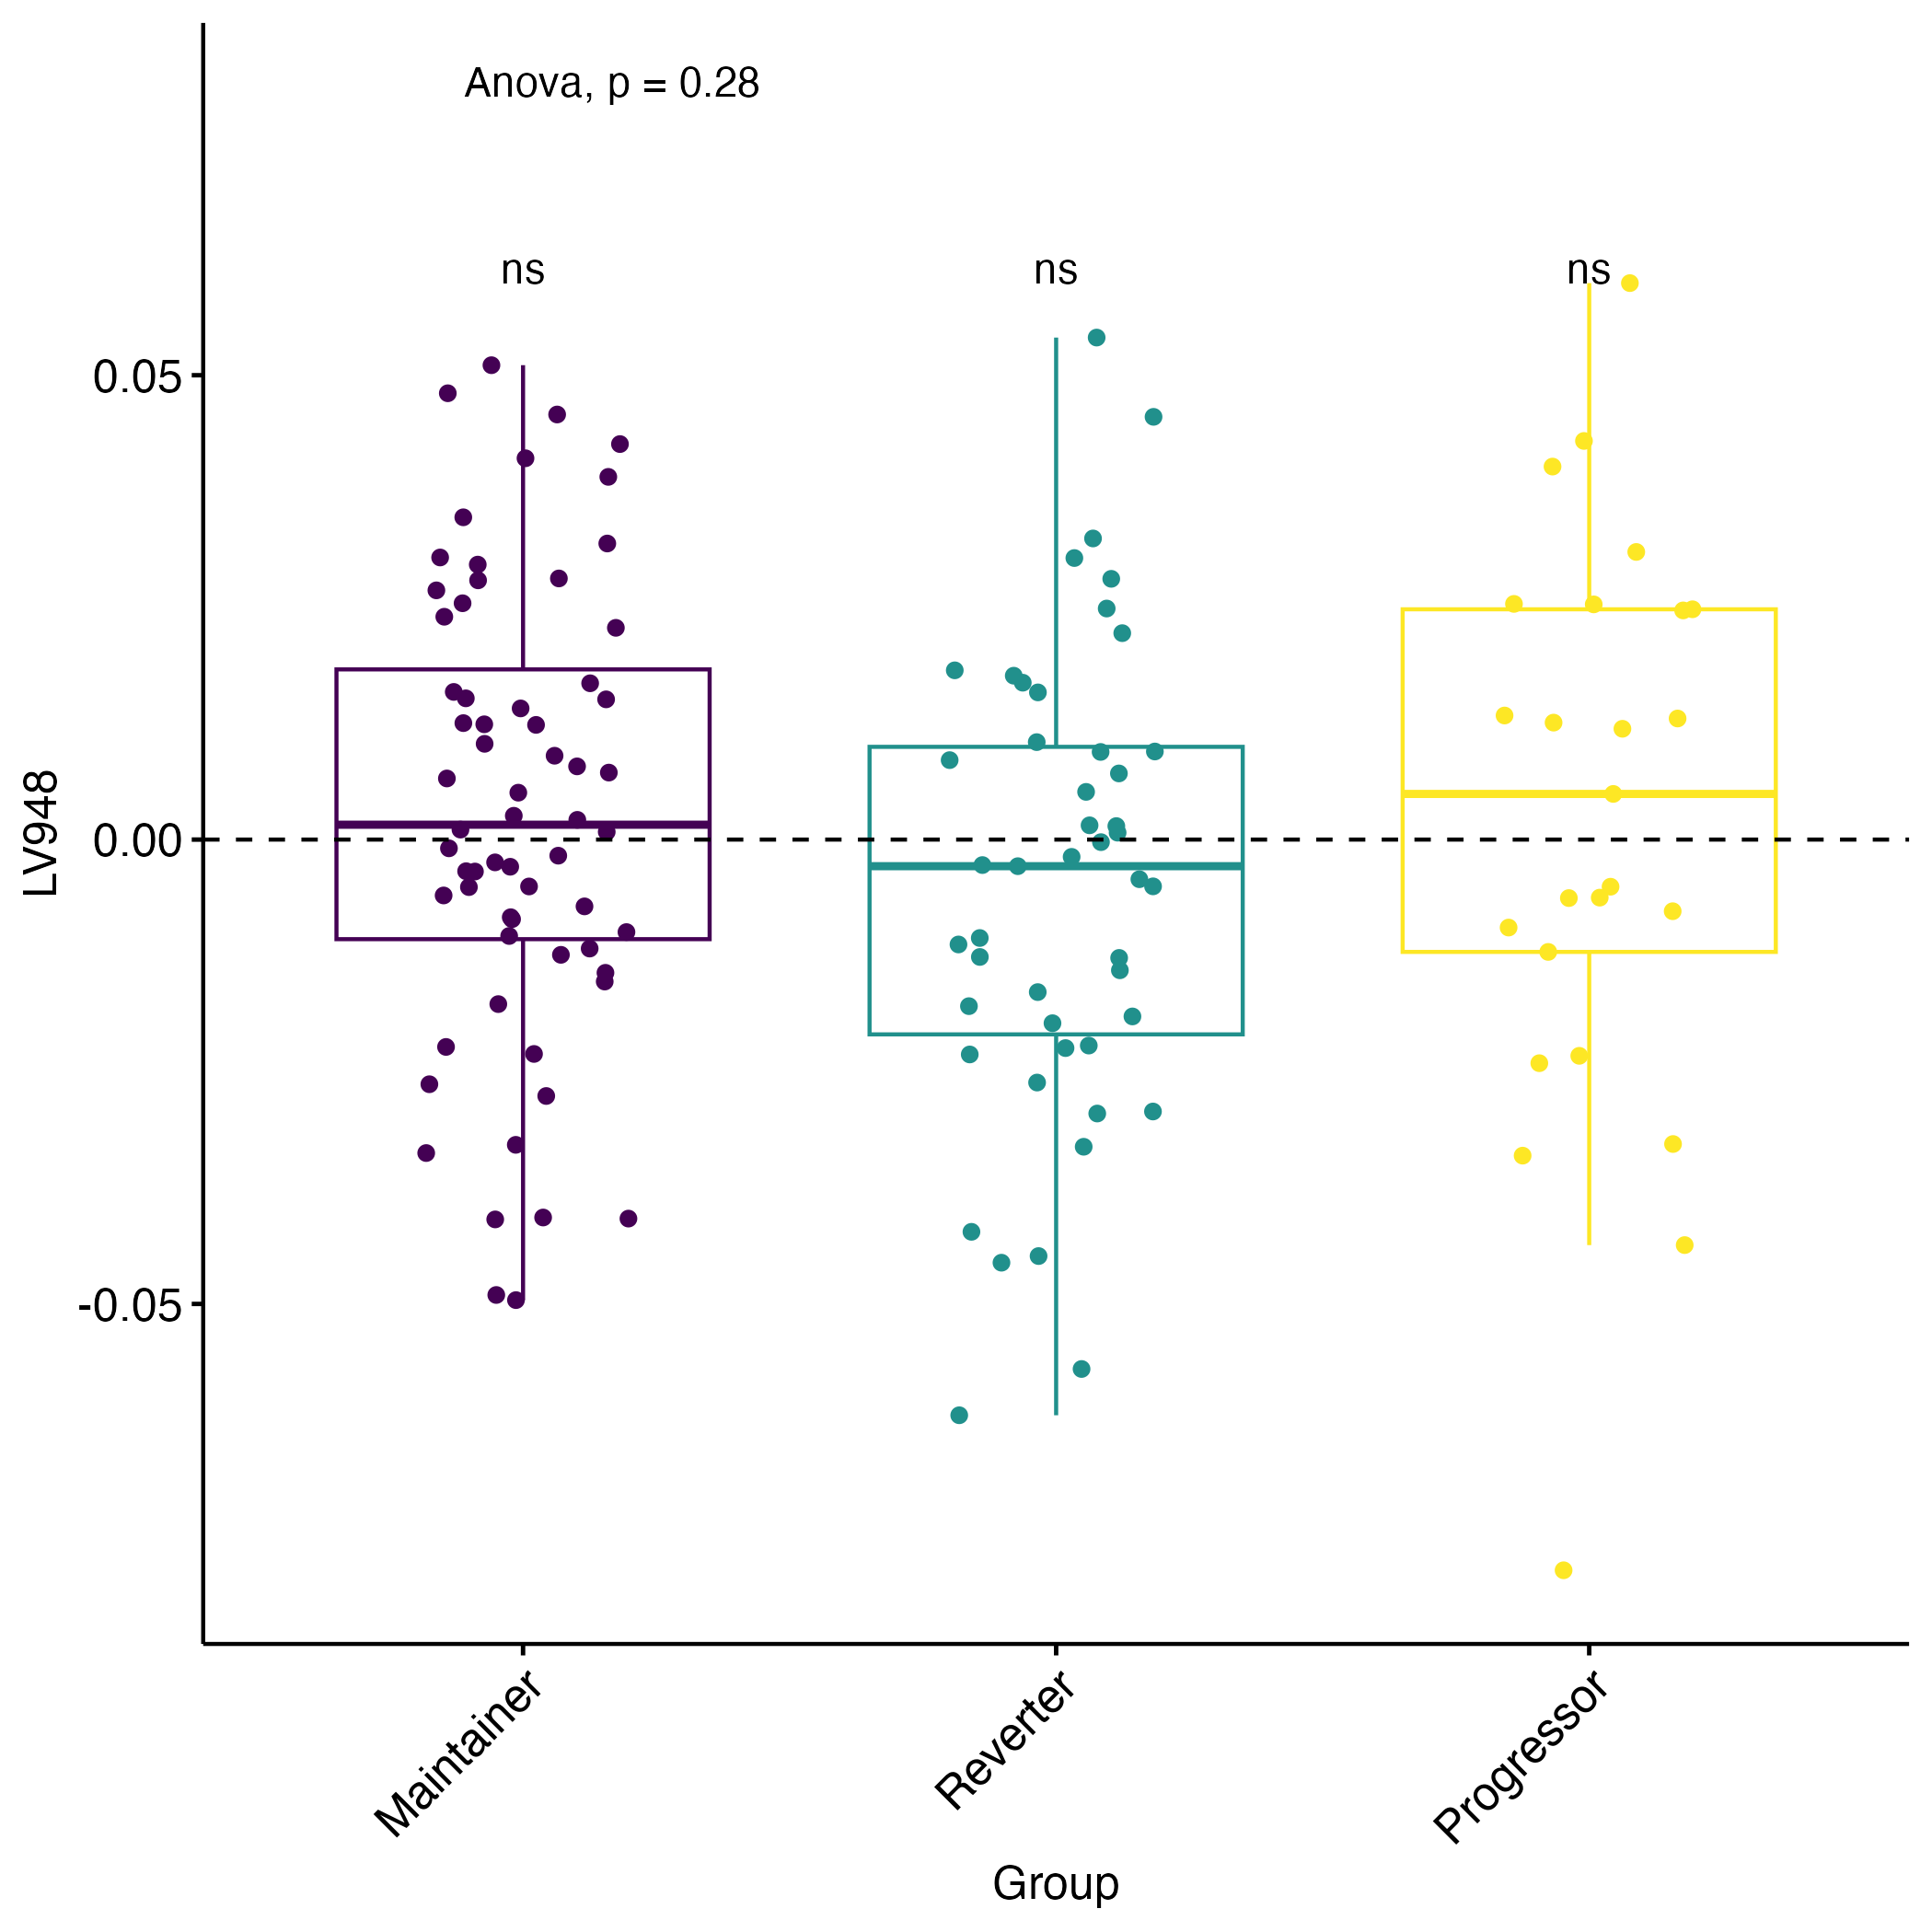 Anova, p = 0.28
ns ns ns
0.05
0.00
-0.05
LV948
Maintainer
Reverter
Progressor
Group